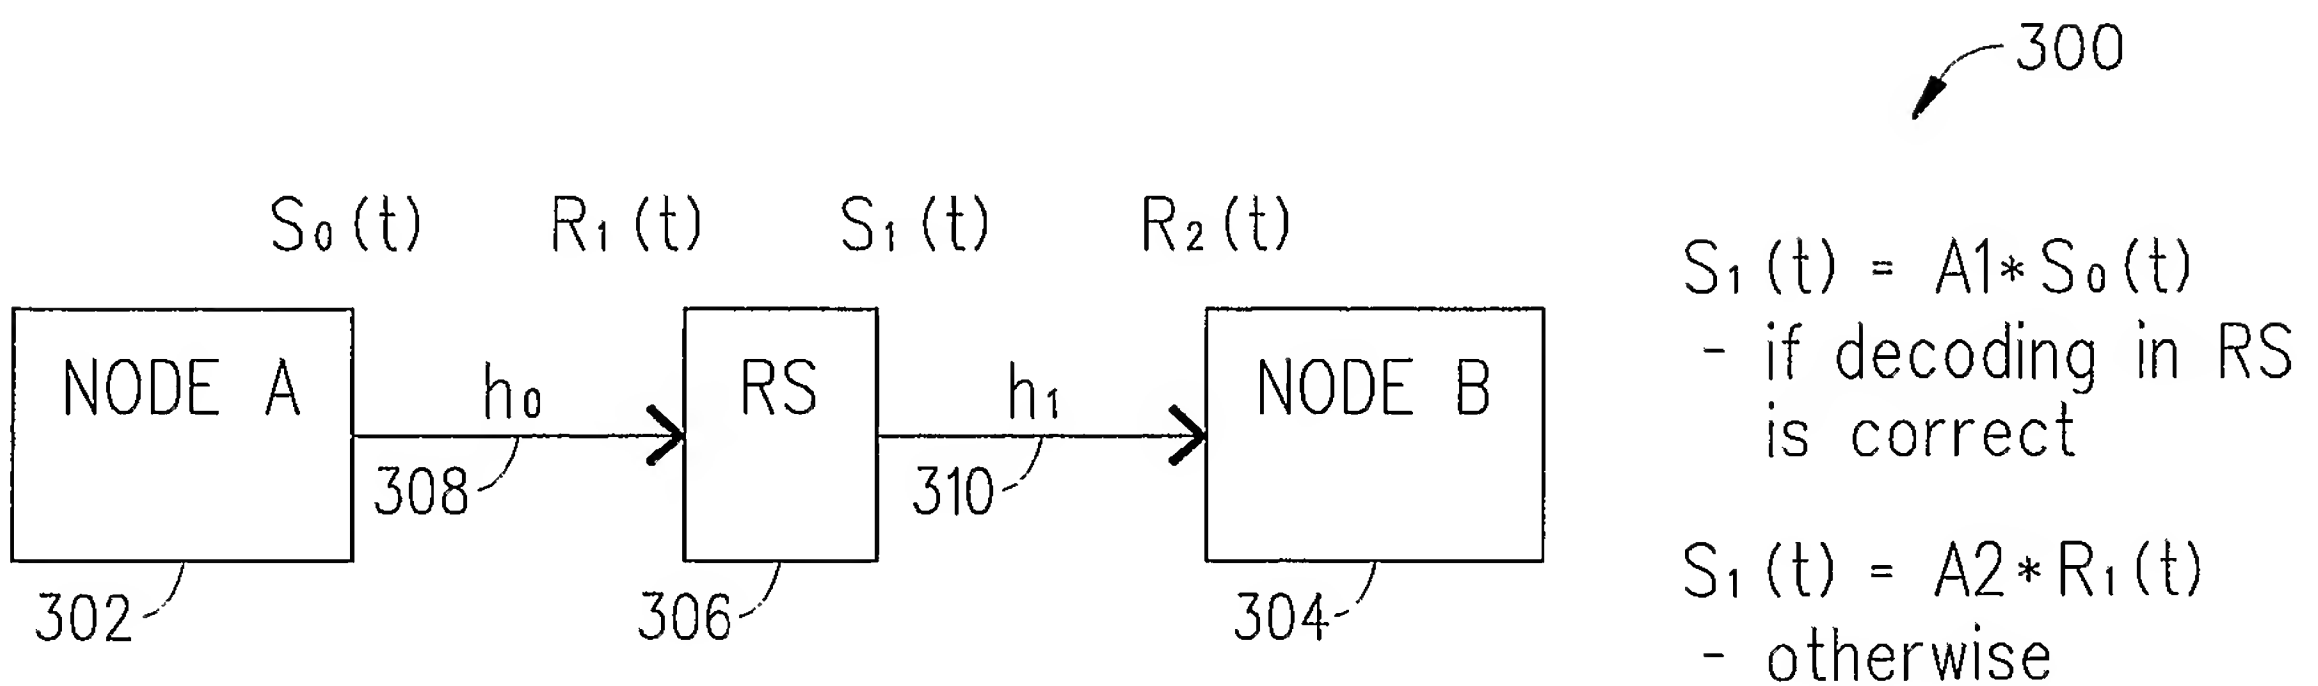 300
S₀(t) R₁(t) S₁(t) R₂(t)
NODE A h₀ RS h₁ NODE B
308 310
302 306 304
S₁(t) = A1*S₀(t)
- if decoding in RS
is correct
S₁(t) = A2*R₁(t)
- otherwise